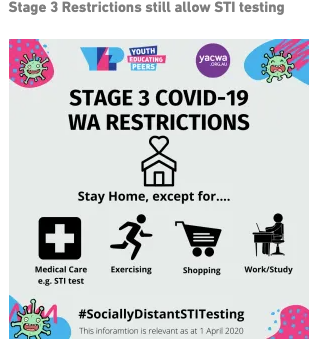 Stage 3 Restrictions still allow STI testing
YEP YOUTH
EDUCATING
PEERS
yacwa
.ORG.AU
STAGE 3 COVID-19
WA RESTRICTIONS
Stay Home, except for....
Medical Care
e.g. STI test
Exercising
Shopping
Work/Study
#SociallyDistantSTITesting
This inforamtion is relevant as at 1 April 2020